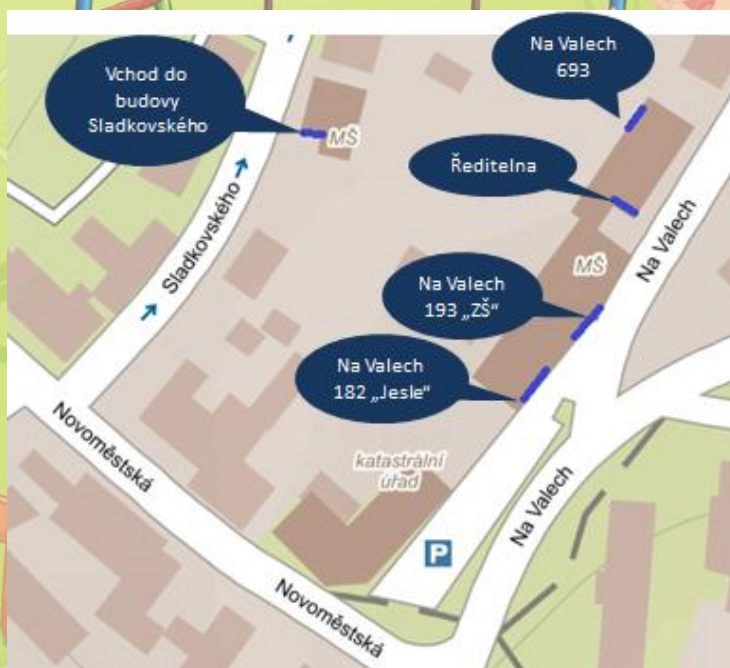 Na Valech
693
Vchod do
budovy
Sladkovského
MŠ
Ředitelna
Sladkovského
Na Valech
MŠ
Na Valech
193 „ZŠ“
Na Valech
182 „Jesle“
Novoměstská
katastrální
úřad
Na Valech
P
Novoměstská